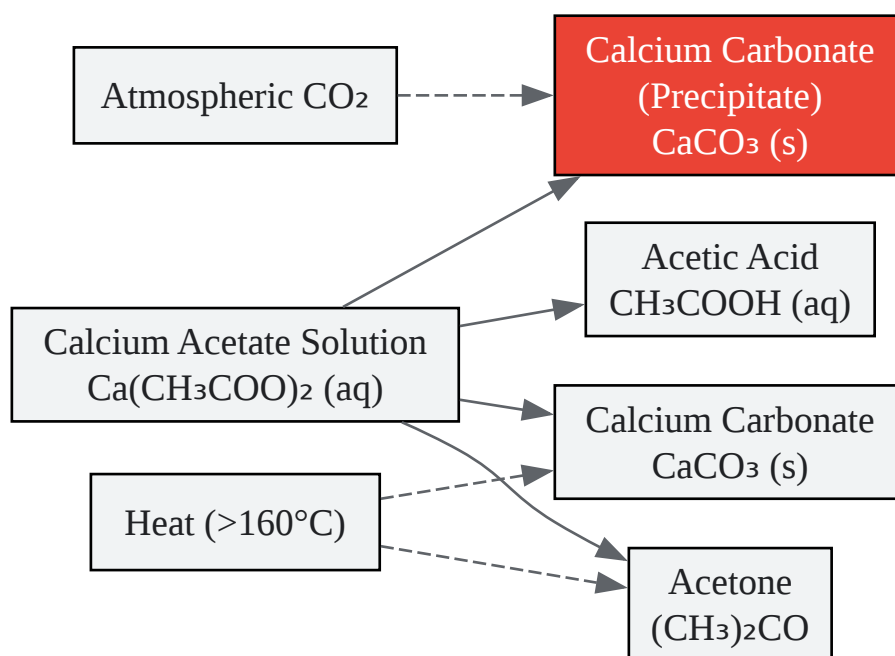 Atmospheric CO₂
Calcium Carbonate
(Precipitate)
CaCO₃ (s)
Acetic Acid
CH₃COOH (aq)
Calcium Acetate Solution
Ca(CH₃COO)₂ (aq)
Calcium Carbonate
CaCO₃ (s)
Heat (>160°C)
Acetone
(CH₃)₂CO